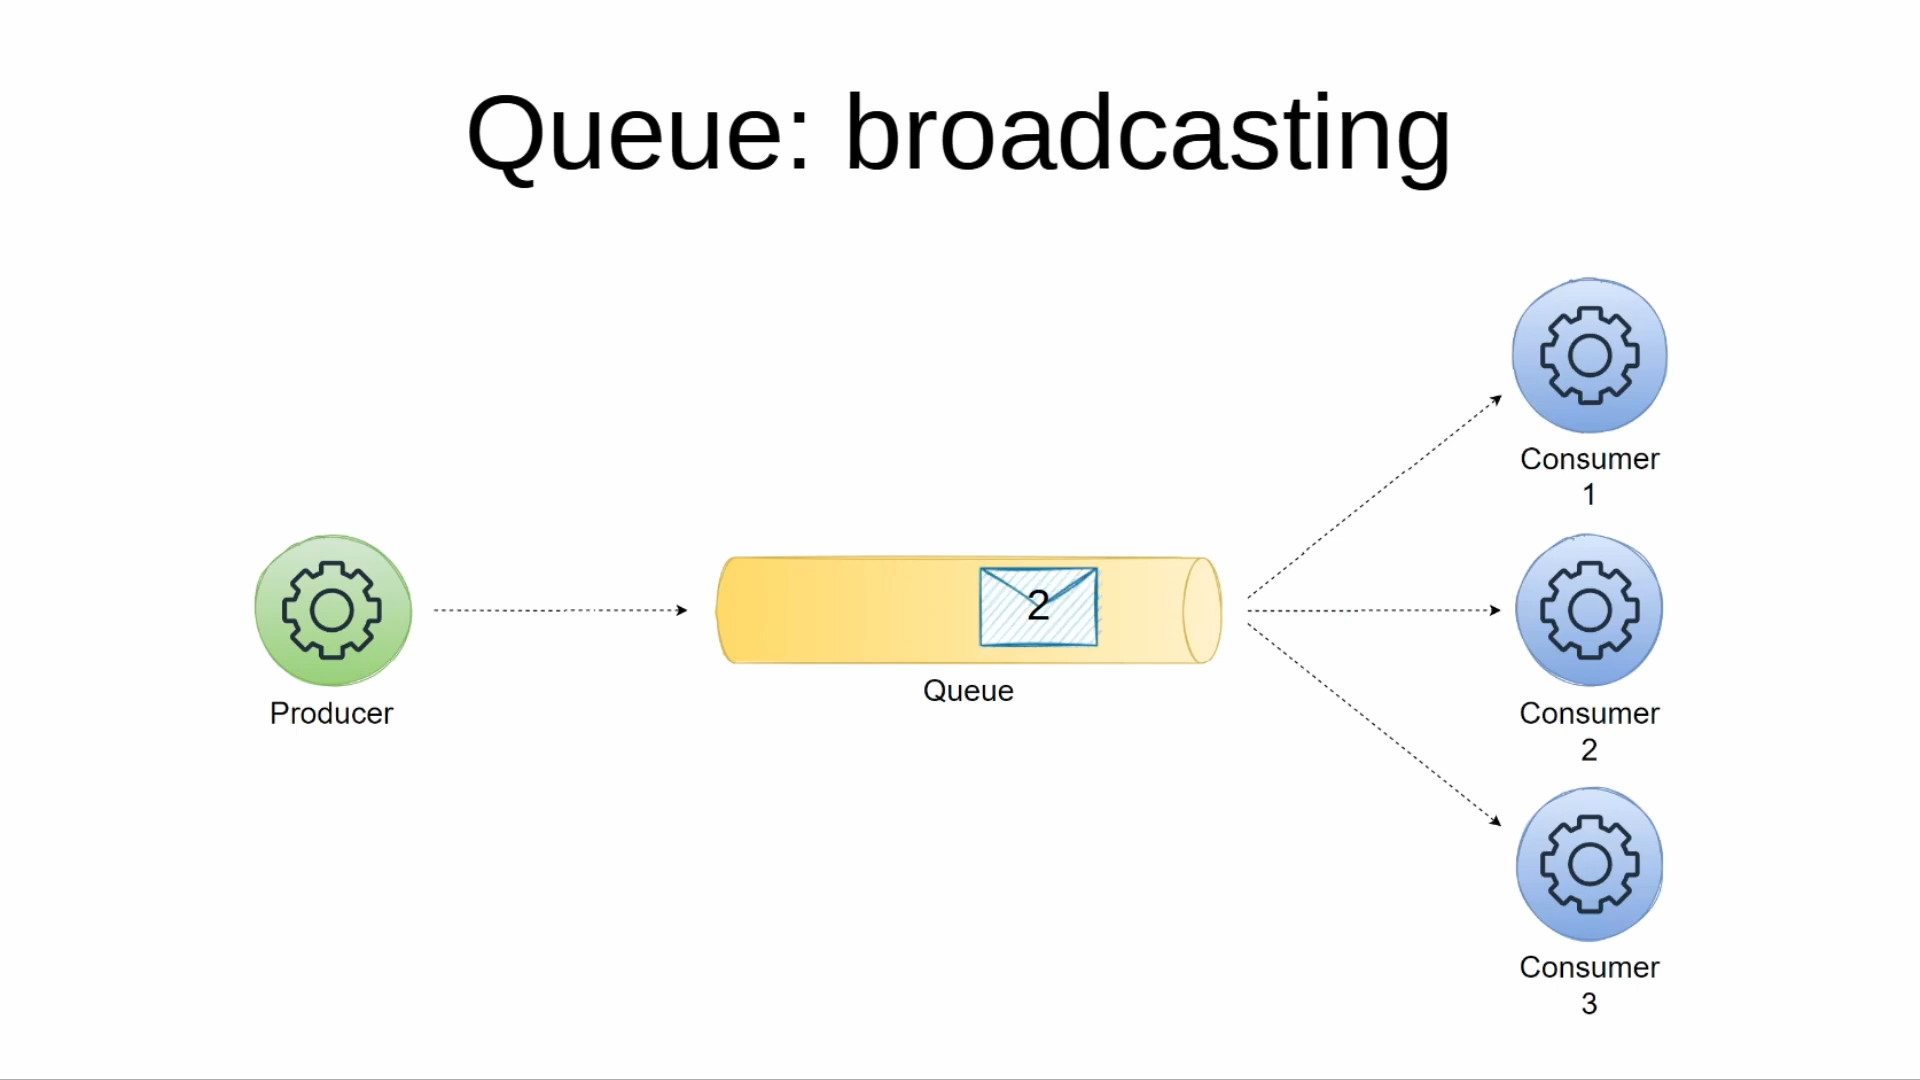 Queue: broadcasting
Consumer
1
2
Queue
Producer
Consumer
2
Consumer
3